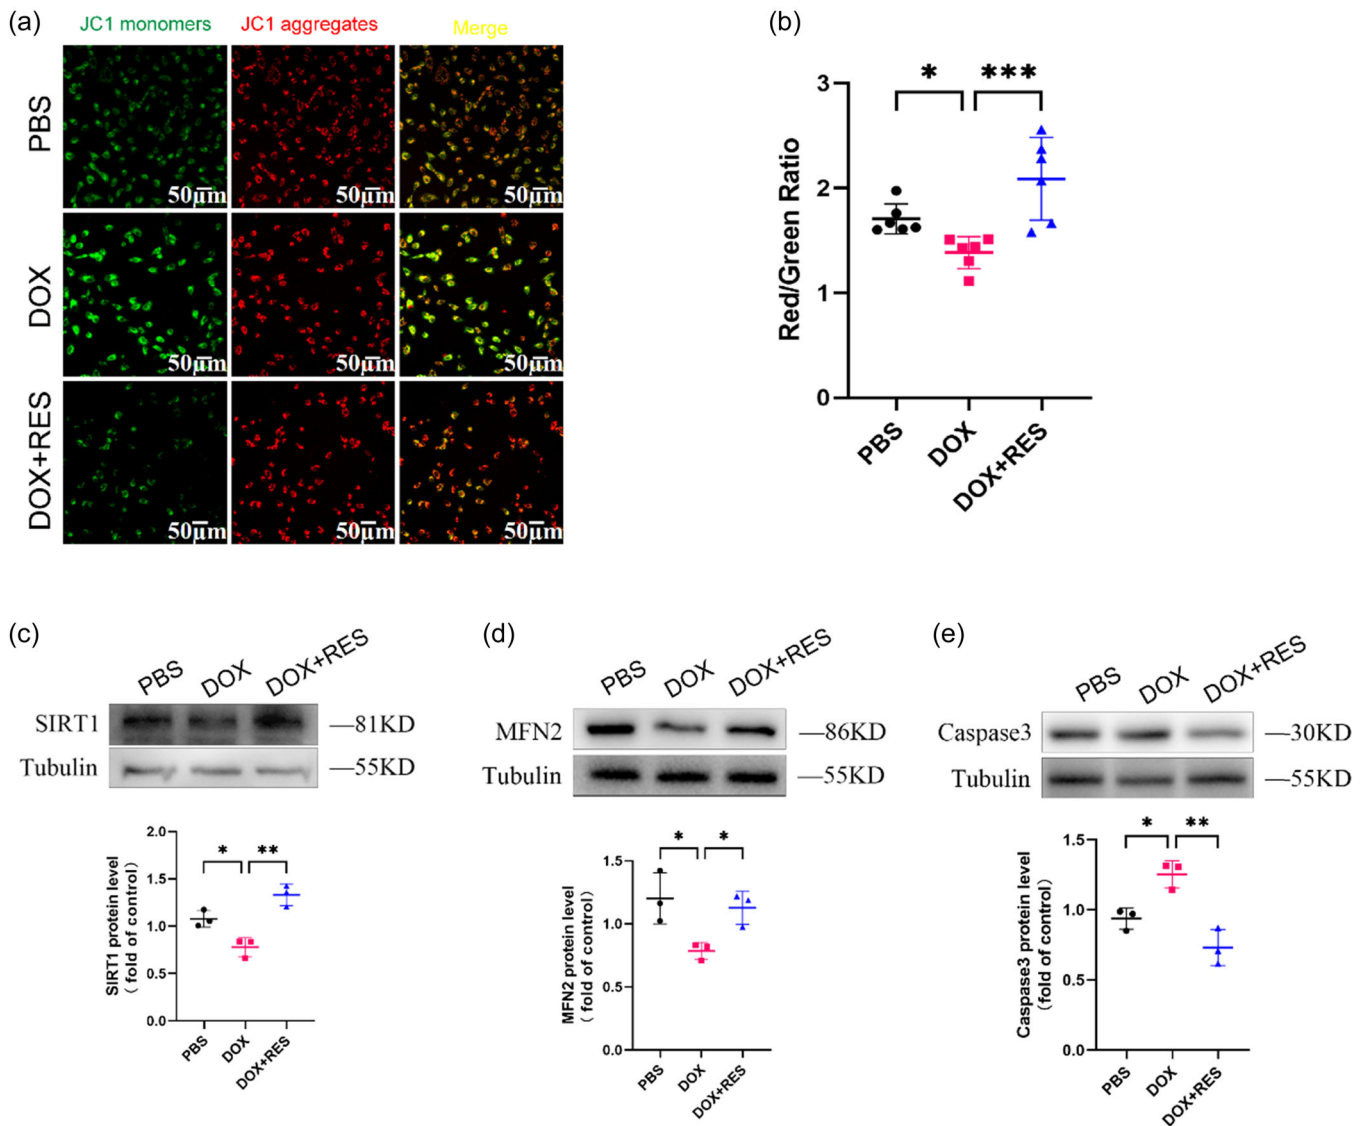 (a)
JC1 monomers
JC1 aggregates
Merge
PBS
50μm
50μm
50μm
DOX
50μm
50μm
50μm
DOX+RES
50μm
50μm
50μm
(b)
* ***
Red/Green Ratio
3
2
1
0
PBS
DOX
DOX+RES
(c)
PBS
DOX
DOX+RES
SIRT1
—81KD
Tubulin
—55KD
SIRT1 protein level
( fold of control)
* **
2.0
1.5
1.0
0.5
0.0
PBS
DOX
DOX+RES
(d)
PBS
DOX
DOX+RES
MFN2
—86KD
Tubulin
—55KD
MFN2 protein level
( fold of control)
* *
1.5
1.0
0.5
0.0
PBS
DOX
DOX+RES
(e)
PBS
DOX
DOX+RES
Caspase3
—30KD
Tubulin
—55KD
Caspase3 protein level
(fold of control)
* **
1.5
1.0
0.5
0.0
PBS
DOX
DOX+RES